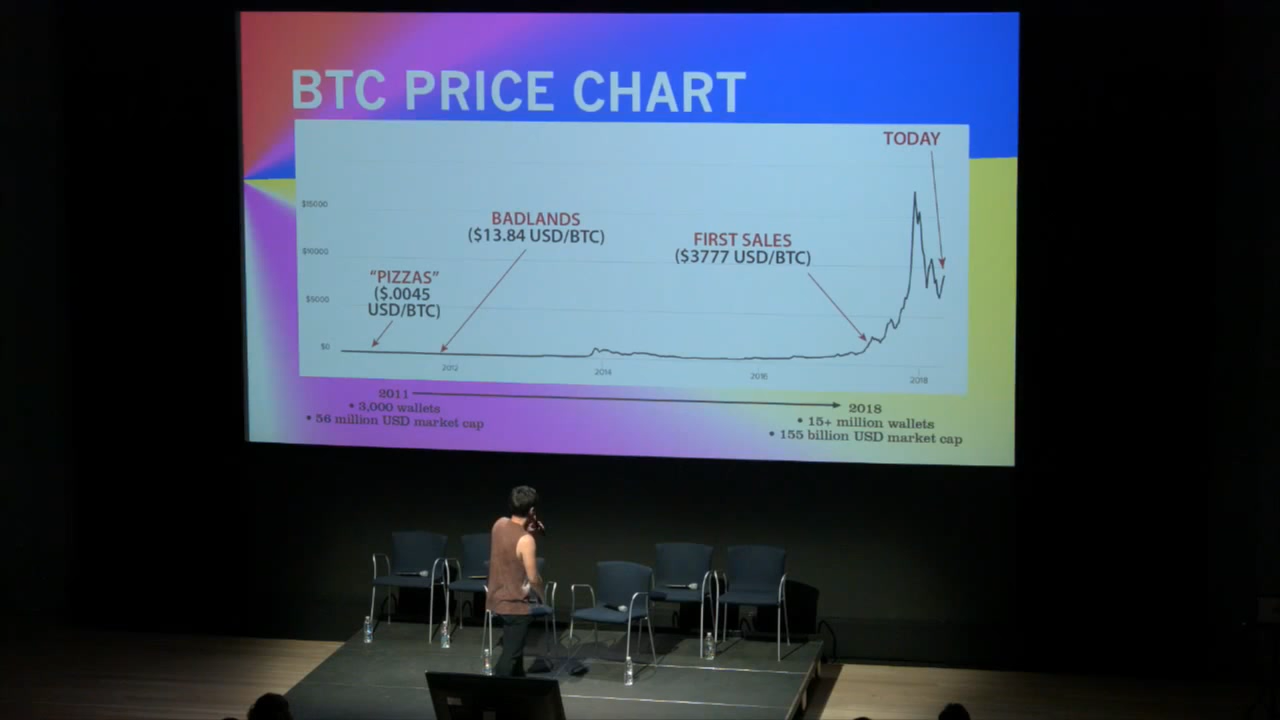 BTC PRICE CHART
TODAY
$15000
BADLANDS
($13.84 USD/BTC)
FIRST SALES
($3777 USD/BTC)
$10000
"PIZZAS"
($.0045
USD/BTC)
$5000
$0
2012
2014
2016
2018
2011
• 3,000 wallets
• 56 million USD market cap
2018
• 15+ million wallets
• 155 billion USD market cap